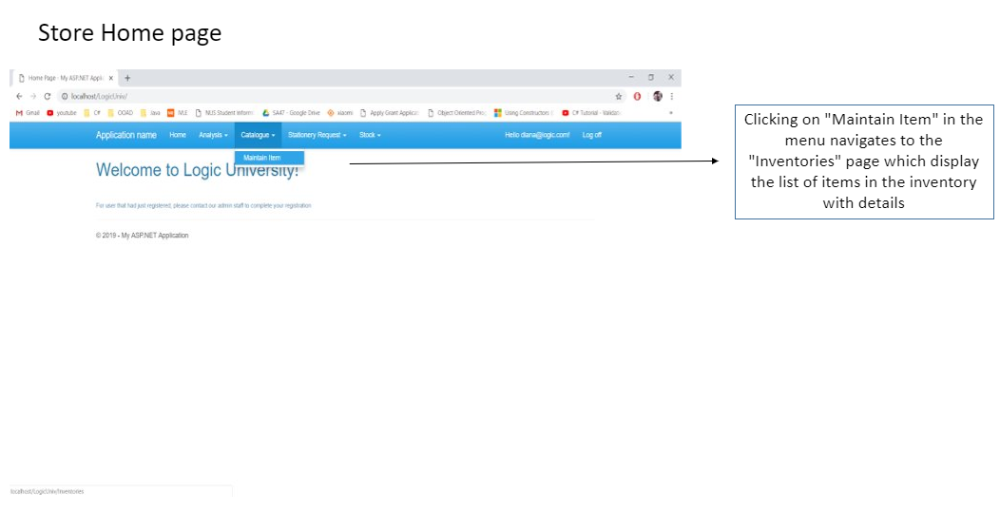 Store Home page
Home Page - My ASP.NET Appli
localhost/LogicUniv/
Gmail youtube C# OOAD Java IVLE NUS Student Inform SA47 - Google Drive xiaomi Apply Grant Applicat Object Oriented Pro Using Constructors C# Tutorial - Validat »
Application name Home Analysis Catalogue Stationery Request Stock Hello diana@logic.com! Log off
Maintain Item
Welcome to Logic University!
For user that had just registered, please contact our admin staff to complete your registration
© 2019 - My ASP.NET Application
Clicking on "Maintain Item" in the
menu navigates to the
"Inventories" page which display
the list of items in the inventory
with details
localhost/LogicUniv/Inventories